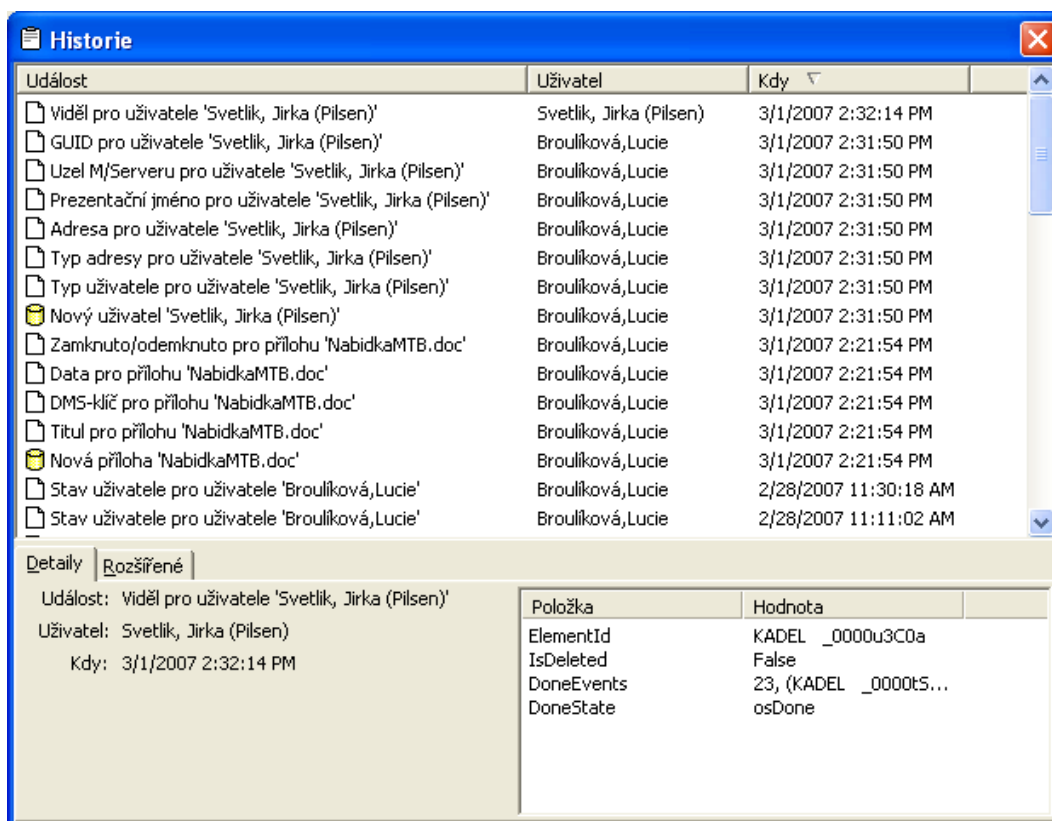 Historie
Událost Uživatel Kdy
Viděl pro uživatele 'Svetlik, Jirka (Pilsen)' Svetlik, Jirka (Pilsen) 3/1/2007 2:32:14 PM
GUID pro uživatele 'Svetlik, Jirka (Pilsen)' Broulíková,Lucie 3/1/2007 2:31:50 PM
Uzel M/Serveru pro uživatele 'Svetlik, Jirka (Pilsen)' Broulíková,Lucie 3/1/2007 2:31:50 PM
Prezentační jméno pro uživatele 'Svetlik, Jirka (Pilsen)' Broulíková,Lucie 3/1/2007 2:31:50 PM
Adresa pro uživatele 'Svetlik, Jirka (Pilsen)' Broulíková,Lucie 3/1/2007 2:31:50 PM
Typ adresy pro uživatele 'Svetlik, Jirka (Pilsen)' Broulíková,Lucie 3/1/2007 2:31:50 PM
Typ uživatele pro uživatele 'Svetlik, Jirka (Pilsen)' Broulíková,Lucie 3/1/2007 2:31:50 PM
Nový uživatel 'Svetlik, Jirka (Pilsen)' Broulíková,Lucie 3/1/2007 2:31:50 PM
Zamknuto/odemknuto pro přílohu 'NabidkaMTB.doc' Broulíková,Lucie 3/1/2007 2:21:54 PM
Data pro přílohu 'NabidkaMTB.doc' Broulíková,Lucie 3/1/2007 2:21:54 PM
DMS-klíč pro přílohu 'NabidkaMTB.doc' Broulíková,Lucie 3/1/2007 2:21:54 PM
Titul pro přílohu 'NabidkaMTB.doc' Broulíková,Lucie 3/1/2007 2:21:54 PM
Nová příloha 'NabidkaMTB.doc' Broulíková,Lucie 3/1/2007 2:21:54 PM
Stav uživatele pro uživatele 'Broulíková,Lucie' Broulíková,Lucie 2/28/2007 11:30:18 AM
Stav uživatele pro uživatele 'Broulíková,Lucie' Broulíková,Lucie 2/28/2007 11:11:02 AM
Detaily Rozšířené
Událost: Viděl pro uživatele 'Svetlik, Jirka (Pilsen)'
Uživatel: Svetlik, Jirka (Pilsen)
Kdy: 3/1/2007 2:32:14 PM
Položka Hodnota
ElementId KADEL _0000u3C0a
IsDeleted False
DoneEvents 23, (KADEL _0000tS...
DoneState osDone